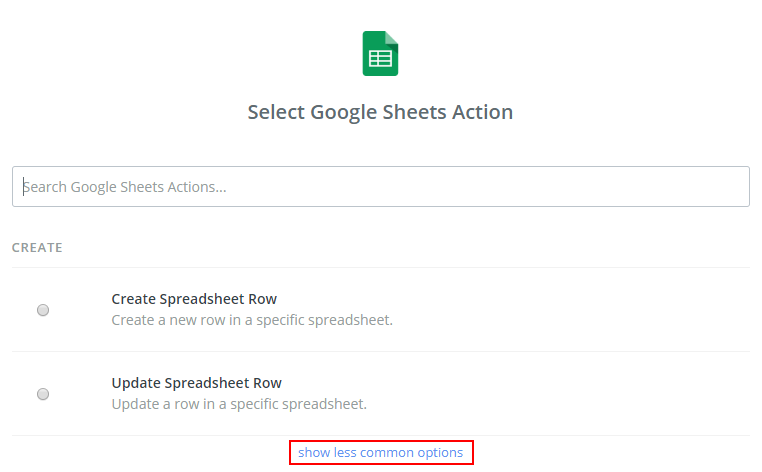 Select Google Sheets Action
Search Google Sheets Actions...
CREATE
Create Spreadsheet Row
Create a new row in a specific spreadsheet.
Update Spreadsheet Row
Update a row in a specific spreadsheet.
show less common options